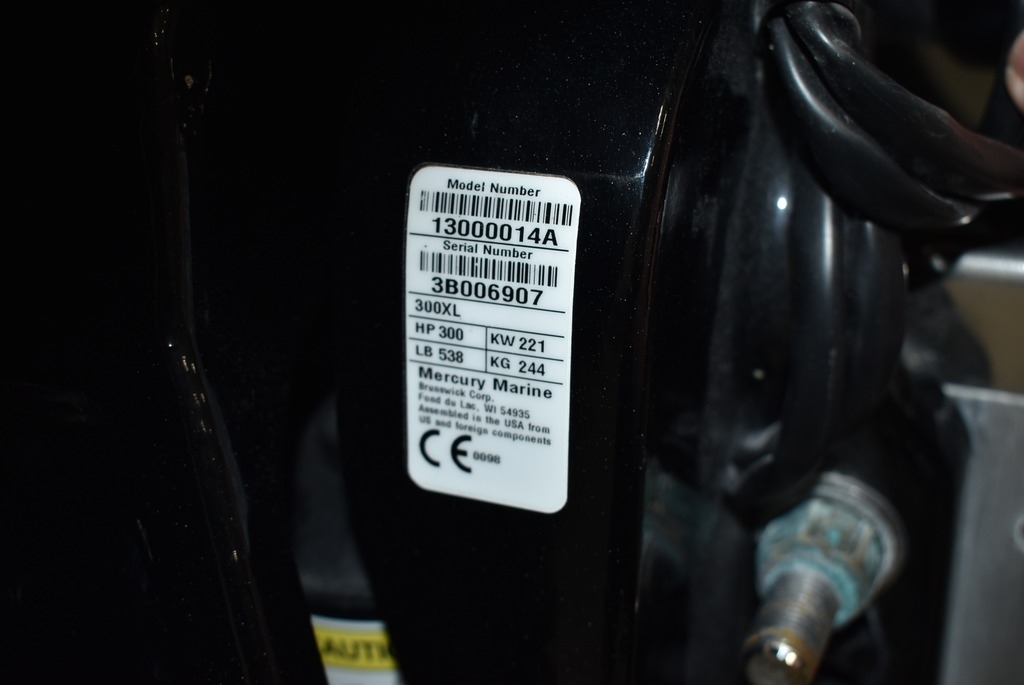 Model Number
13000014A
Serial Number
3B006907
300XL
HP 300 KW 221
LB 538 KG 244
Mercury Marine
Brunswick Corp.
Fond du Lac, WI 54935
Assembled in the USA from
US and foreign components
CE 0098
AUTI